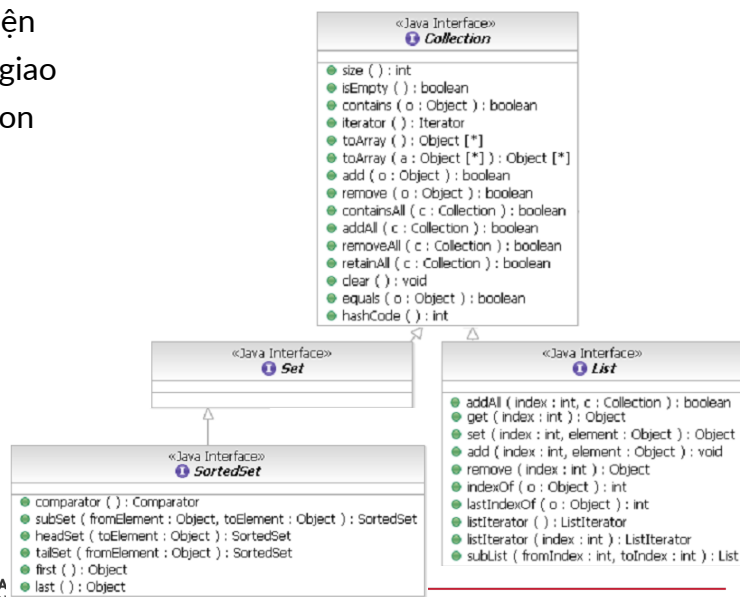 ện
giao
on
«Java Interface»
I Collection
size ( ) : int
isEmpty ( ) : boolean
contains ( o : Object ) : boolean
iterator ( ) : Iterator
toArray ( ) : Object [*]
toArray ( a : Object [*] ) : Object [*]
add ( o : Object ) : boolean
remove ( o : Object ) : boolean
containsAll ( c : Collection ) : boolean
addAll ( c : Collection ) : boolean
removeAll ( c : Collection ) : boolean
retainAll ( c : Collection ) : boolean
clear ( ) : void
equals ( o : Object ) : boolean
hashCode ( ) : int
«Java Interface»
I Set
«Java Interface»
I List
addAll ( index : int, c : Collection ) : boolean
get ( index : int ) : Object
set ( index : int, element : Object ) : Object
add ( index : int, element : Object ) : void
remove ( index : int ) : Object
indexOf ( o : Object ) : int
lastIndexOf ( o : Object ) : int
listIterator ( ) : ListIterator
listIterator ( index : int ) : ListIterator
subList ( fromIndex : int, toIndex : int ) : List
«Java Interface»
I SortedSet
comparator ( ) : Comparator
subSet ( fromElement : Object, toElement : Object ) : SortedSet
headSet ( toElement : Object ) : SortedSet
tailSet ( fromElement : Object ) : SortedSet
first ( ) : Object
last ( ) : Object